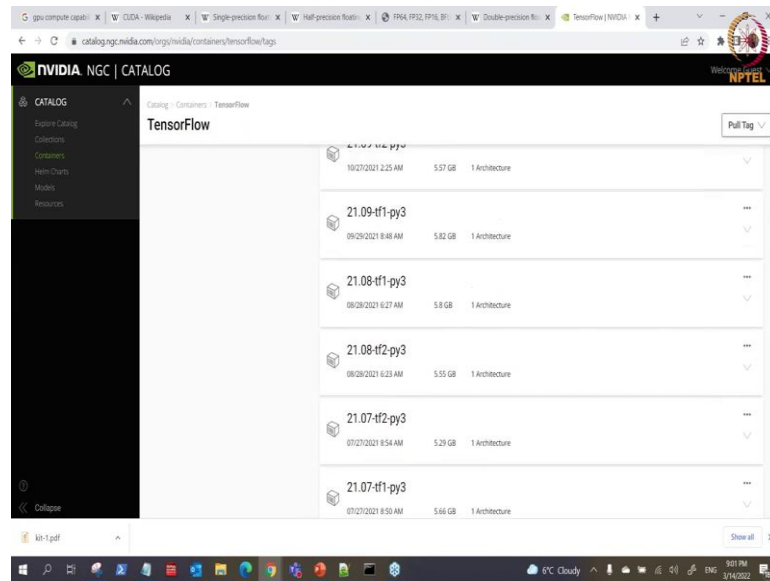 gpu compute capabi
CUDA - Wikipedia
Single-precision float
Half-precision floatin
FP64, FP32, FP16, BF
Double-precision flo
TensorFlow | NVIDIA
catalog.ngc.nvidia.com/orgs/nvidia/containers/tensorflow/tags
NVIDIA. NGC | CATALOG
Welcome Guest
NPTEL
CATALOG
Explore Catalog
Collections
Containers
Helm Charts
Models
Resources
Collapse
Catalog > Containers > TensorFlow
TensorFlow
Pull Tag
21.09-tf2-py3
10/27/2021 2:25 AM 5.57 GB 1 Architecture
21.09-tf1-py3
09/29/2021 8:48 AM 5.82 GB 1 Architecture
21.08-tf1-py3
08/28/2021 6:27 AM 5.8 GB 1 Architecture
21.08-tf2-py3
08/28/2021 6:23 AM 5.55 GB 1 Architecture
21.07-tf2-py3
07/27/2021 8:54 AM 5.29 GB 1 Architecture
21.07-tf1-py3
07/27/2021 8:50 AM 5.66 GB 1 Architecture
kit-1.pdf
Show all
6°C Cloudy
ENG
9:01 PM
3/14/2022